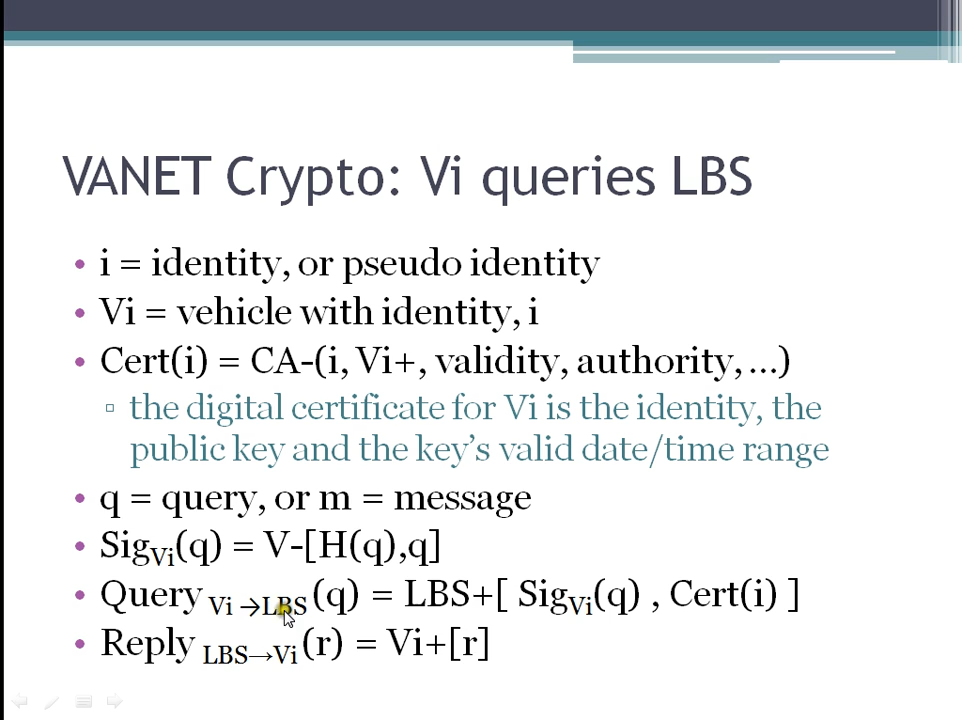 VANET Crypto: Vi queries LBS
• i = identity, or pseudo identity
• Vi = vehicle with identity, i
• Cert(i) = CA-(i, Vi+, validity, authority, …)
▫ the digital certificate for Vi is the identity, the
public key and the key’s valid date/time range
• q = query, or m = message
• Sig_Vi(q) = V-[H(q),q]
• Query Vi →LBS (q) = LBS+[ Sig_Vi(q) , Cert(i) ]
• Reply LBS→Vi (r) = Vi+[r]